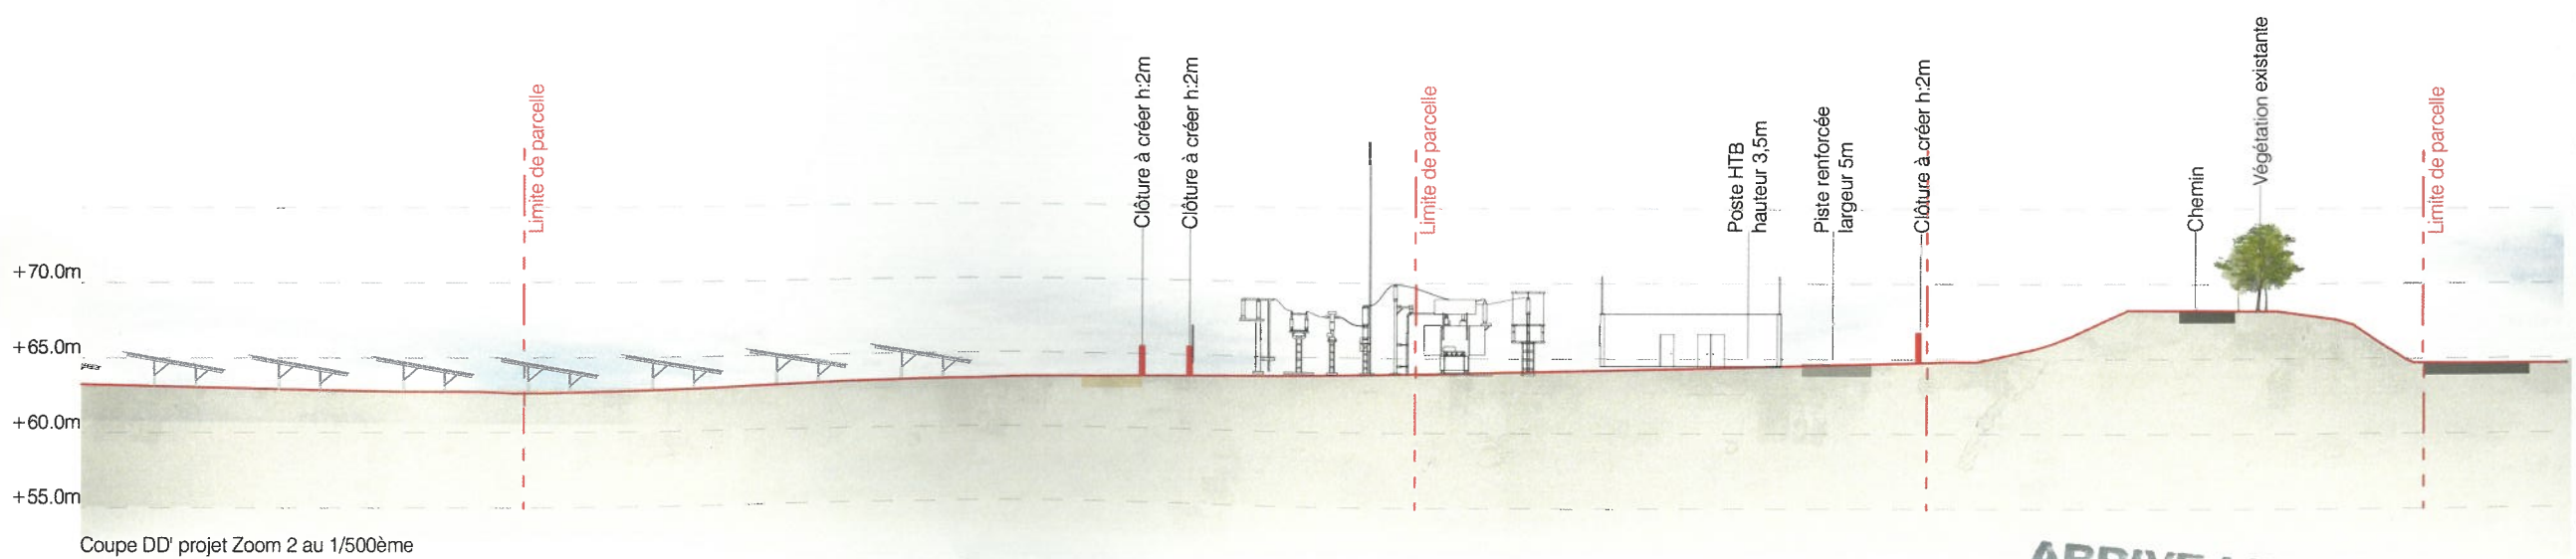 Limite de parcelle
Clôture à créer h:2m
Clôture à créer h:2m
Limite de parcelle
Poste HTB
hauteur 3,5m
Piste renforcée
largeur 5m
Clôture à créer h:2m
Chemin
Végétation existante
Limite de parcelle
+70.0m
+65.0m
+60.0m
+55.0m
Coupe DD' projet Zoom 2 au 1/500ème